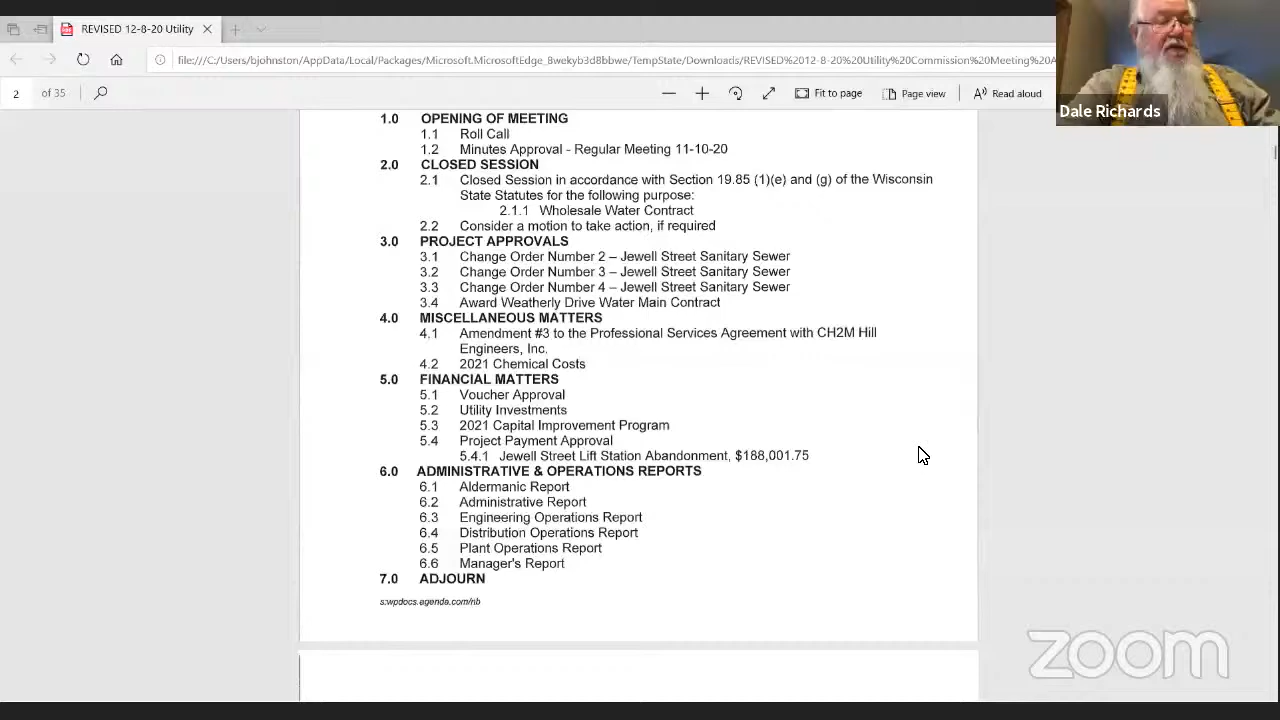 REVISED 12-8-20 Utility
file:///C:/Users/bjohnston/AppData/Local/Packages/Microsoft.MicrosoftEdge_8wekyb3d8bbwe/TempState/Downloads/REVISED%2012-8-20%20Utility%20Commission%20Meeting%20A
2 of 35
Fit to page
Page view
Read aloud
Dale Richards
1.0 OPENING OF MEETING
1.1 Roll Call
1.2 Minutes Approval - Regular Meeting 11-10-20
2.0 CLOSED SESSION
2.1 Closed Session in accordance with Section 19.85 (1)(e) and (g) of the Wisconsin
State Statutes for the following purpose:
2.1.1 Wholesale Water Contract
2.2 Consider a motion to take action, if required
3.0 PROJECT APPROVALS
3.1 Change Order Number 2 – Jewell Street Sanitary Sewer
3.2 Change Order Number 3 – Jewell Street Sanitary Sewer
3.3 Change Order Number 4 – Jewell Street Sanitary Sewer
3.4 Award Weatherly Drive Water Main Contract
4.0 MISCELLANEOUS MATTERS
4.1 Amendment #3 to the Professional Services Agreement with CH2M Hill
Engineers, Inc.
4.2 2021 Chemical Costs
5.0 FINANCIAL MATTERS
5.1 Voucher Approval
5.2 Utility Investments
5.3 2021 Capital Improvement Program
5.4 Project Payment Approval
5.4.1 Jewell Street Lift Station Abandonment, $188,001.75
6.0 ADMINISTRATIVE & OPERATIONS REPORTS
6.1 Aldermanic Report
6.2 Administrative Report
6.3 Engineering Operations Report
6.4 Distribution Operations Report
6.5 Plant Operations Report
6.6 Manager's Report
7.0 ADJOURN
s:wpdocs.agenda.com/nb
zoom